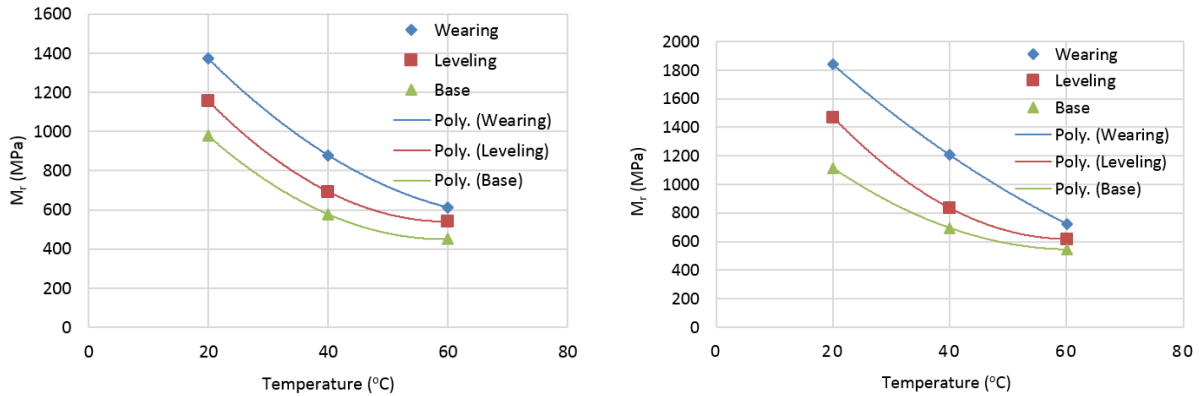 1600
1400
1200
1000
800
600
400
200
0
Mr (MPa)
0 20 40 60 80
Temperature (oC)
Wearing
Leveling
Base
Poly. (Wearing)
Poly. (Leveling)
Poly. (Base)
2000
1800
1600
1400
1200
1000
800
600
400
200
0
Mr (MPa)
0 20 40 60 80
Temperature (oC)
Wearing
Leveling
Base
Poly. (Wearing)
Poly. (Leveling)
Poly. (Base)